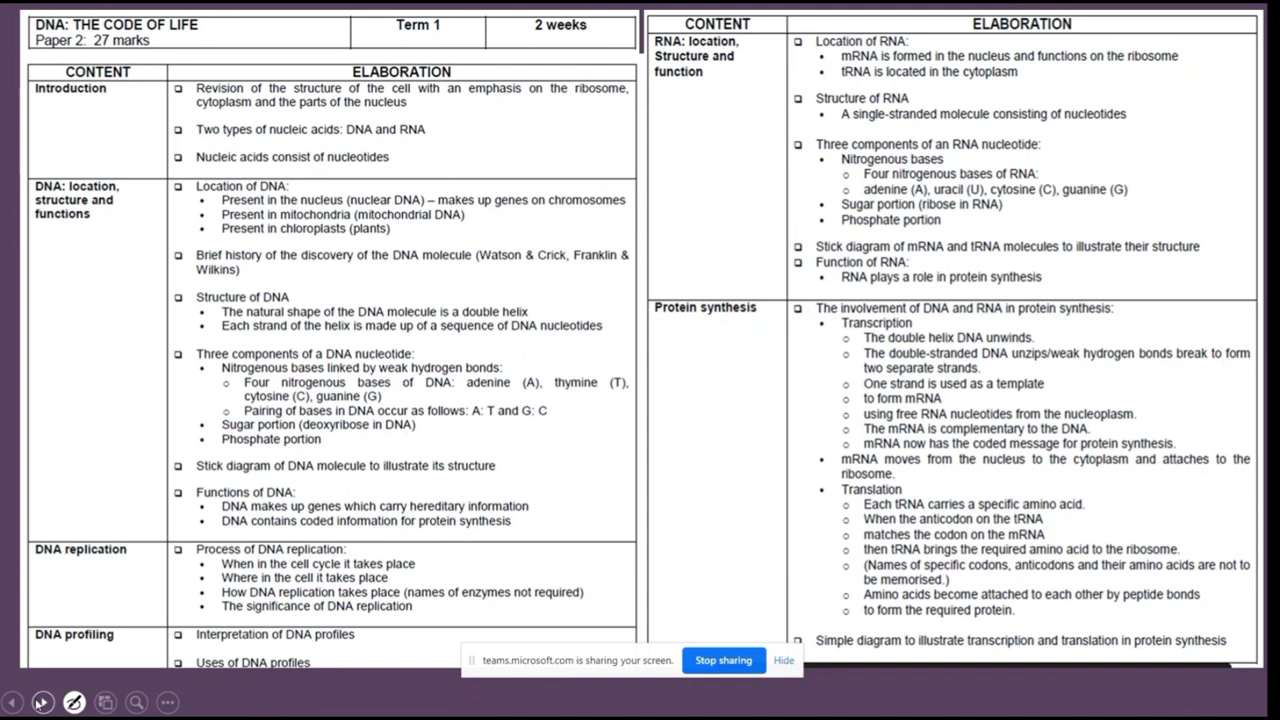 DNA: THE CODE OF LIFE
Paper 2: 27 marks
Term 1
2 weeks
CONTENT
ELABORATION
Introduction
Revision of the structure of the cell with an emphasis on the ribosome,
cytoplasm and the parts of the nucleus
Two types of nucleic acids: DNA and RNA
Nucleic acids consist of nucleotides
DNA: location,
structure and
functions
Location of DNA:
Present in the nucleus (nuclear DNA) – makes up genes on chromosomes
Present in mitochondria (mitochondrial DNA)
Present in chloroplasts (plants)
Brief history of the discovery of the DNA molecule (Watson & Crick, Franklin &
Wilkins)
Structure of DNA
The natural shape of the DNA molecule is a double helix
Each strand of the helix is made up of a sequence of DNA nucleotides
Three components of a DNA nucleotide:
Nitrogenous bases linked by weak hydrogen bonds:
Four nitrogenous bases of DNA: adenine (A), thymine (T),
cytosine (C), guanine (G)
Pairing of bases in DNA occur as follows: A: T and G: C
Sugar portion (deoxyribose in DNA)
Phosphate portion
Stick diagram of DNA molecule to illustrate its structure
Functions of DNA:
DNA makes up genes which carry hereditary information
DNA contains coded information for protein synthesis
DNA replication
Process of DNA replication:
When in the cell cycle it takes place
Where in the cell it takes place
How DNA replication takes place (names of enzymes not required)
The significance of DNA replication
DNA profiling
Interpretation of DNA profiles
Uses of DNA profiles
CONTENT
ELABORATION
RNA: location,
Structure and
function
Location of RNA:
mRNA is formed in the nucleus and functions on the ribosome
tRNA is located in the cytoplasm
Structure of RNA
A single-stranded molecule consisting of nucleotides
Three components of an RNA nucleotide:
Nitrogenous bases
Four nitrogenous bases of RNA:
adenine (A), uracil (U), cytosine (C), guanine (G)
Sugar portion (ribose in RNA)
Phosphate portion
Stick diagram of mRNA and tRNA molecules to illustrate their structure
Function of RNA:
RNA plays a role in protein synthesis
Protein synthesis
The involvement of DNA and RNA in protein synthesis:
Transcription
The double helix DNA unwinds.
The double-stranded DNA unzips/weak hydrogen bonds break to form
two separate strands.
One strand is used as a template
to form mRNA
using free RNA nucleotides from the nucleoplasm.
The mRNA is complementary to the DNA.
mRNA now has the coded message for protein synthesis.
mRNA moves from the nucleus to the cytoplasm and attaches to the
ribosome.
Translation
Each tRNA carries a specific amino acid.
When the anticodon on the tRNA
matches the codon on the mRNA
then tRNA brings the required amino acid to the ribosome.
(Names of specific codons, anticodons and their amino acids are not to
be memorised.)
Amino acids become attached to each other by peptide bonds
to form the required protein.
Simple diagram to illustrate transcription and translation in protein synthesis
teams.microsoft.com is sharing your screen.
Stop sharing
Hide